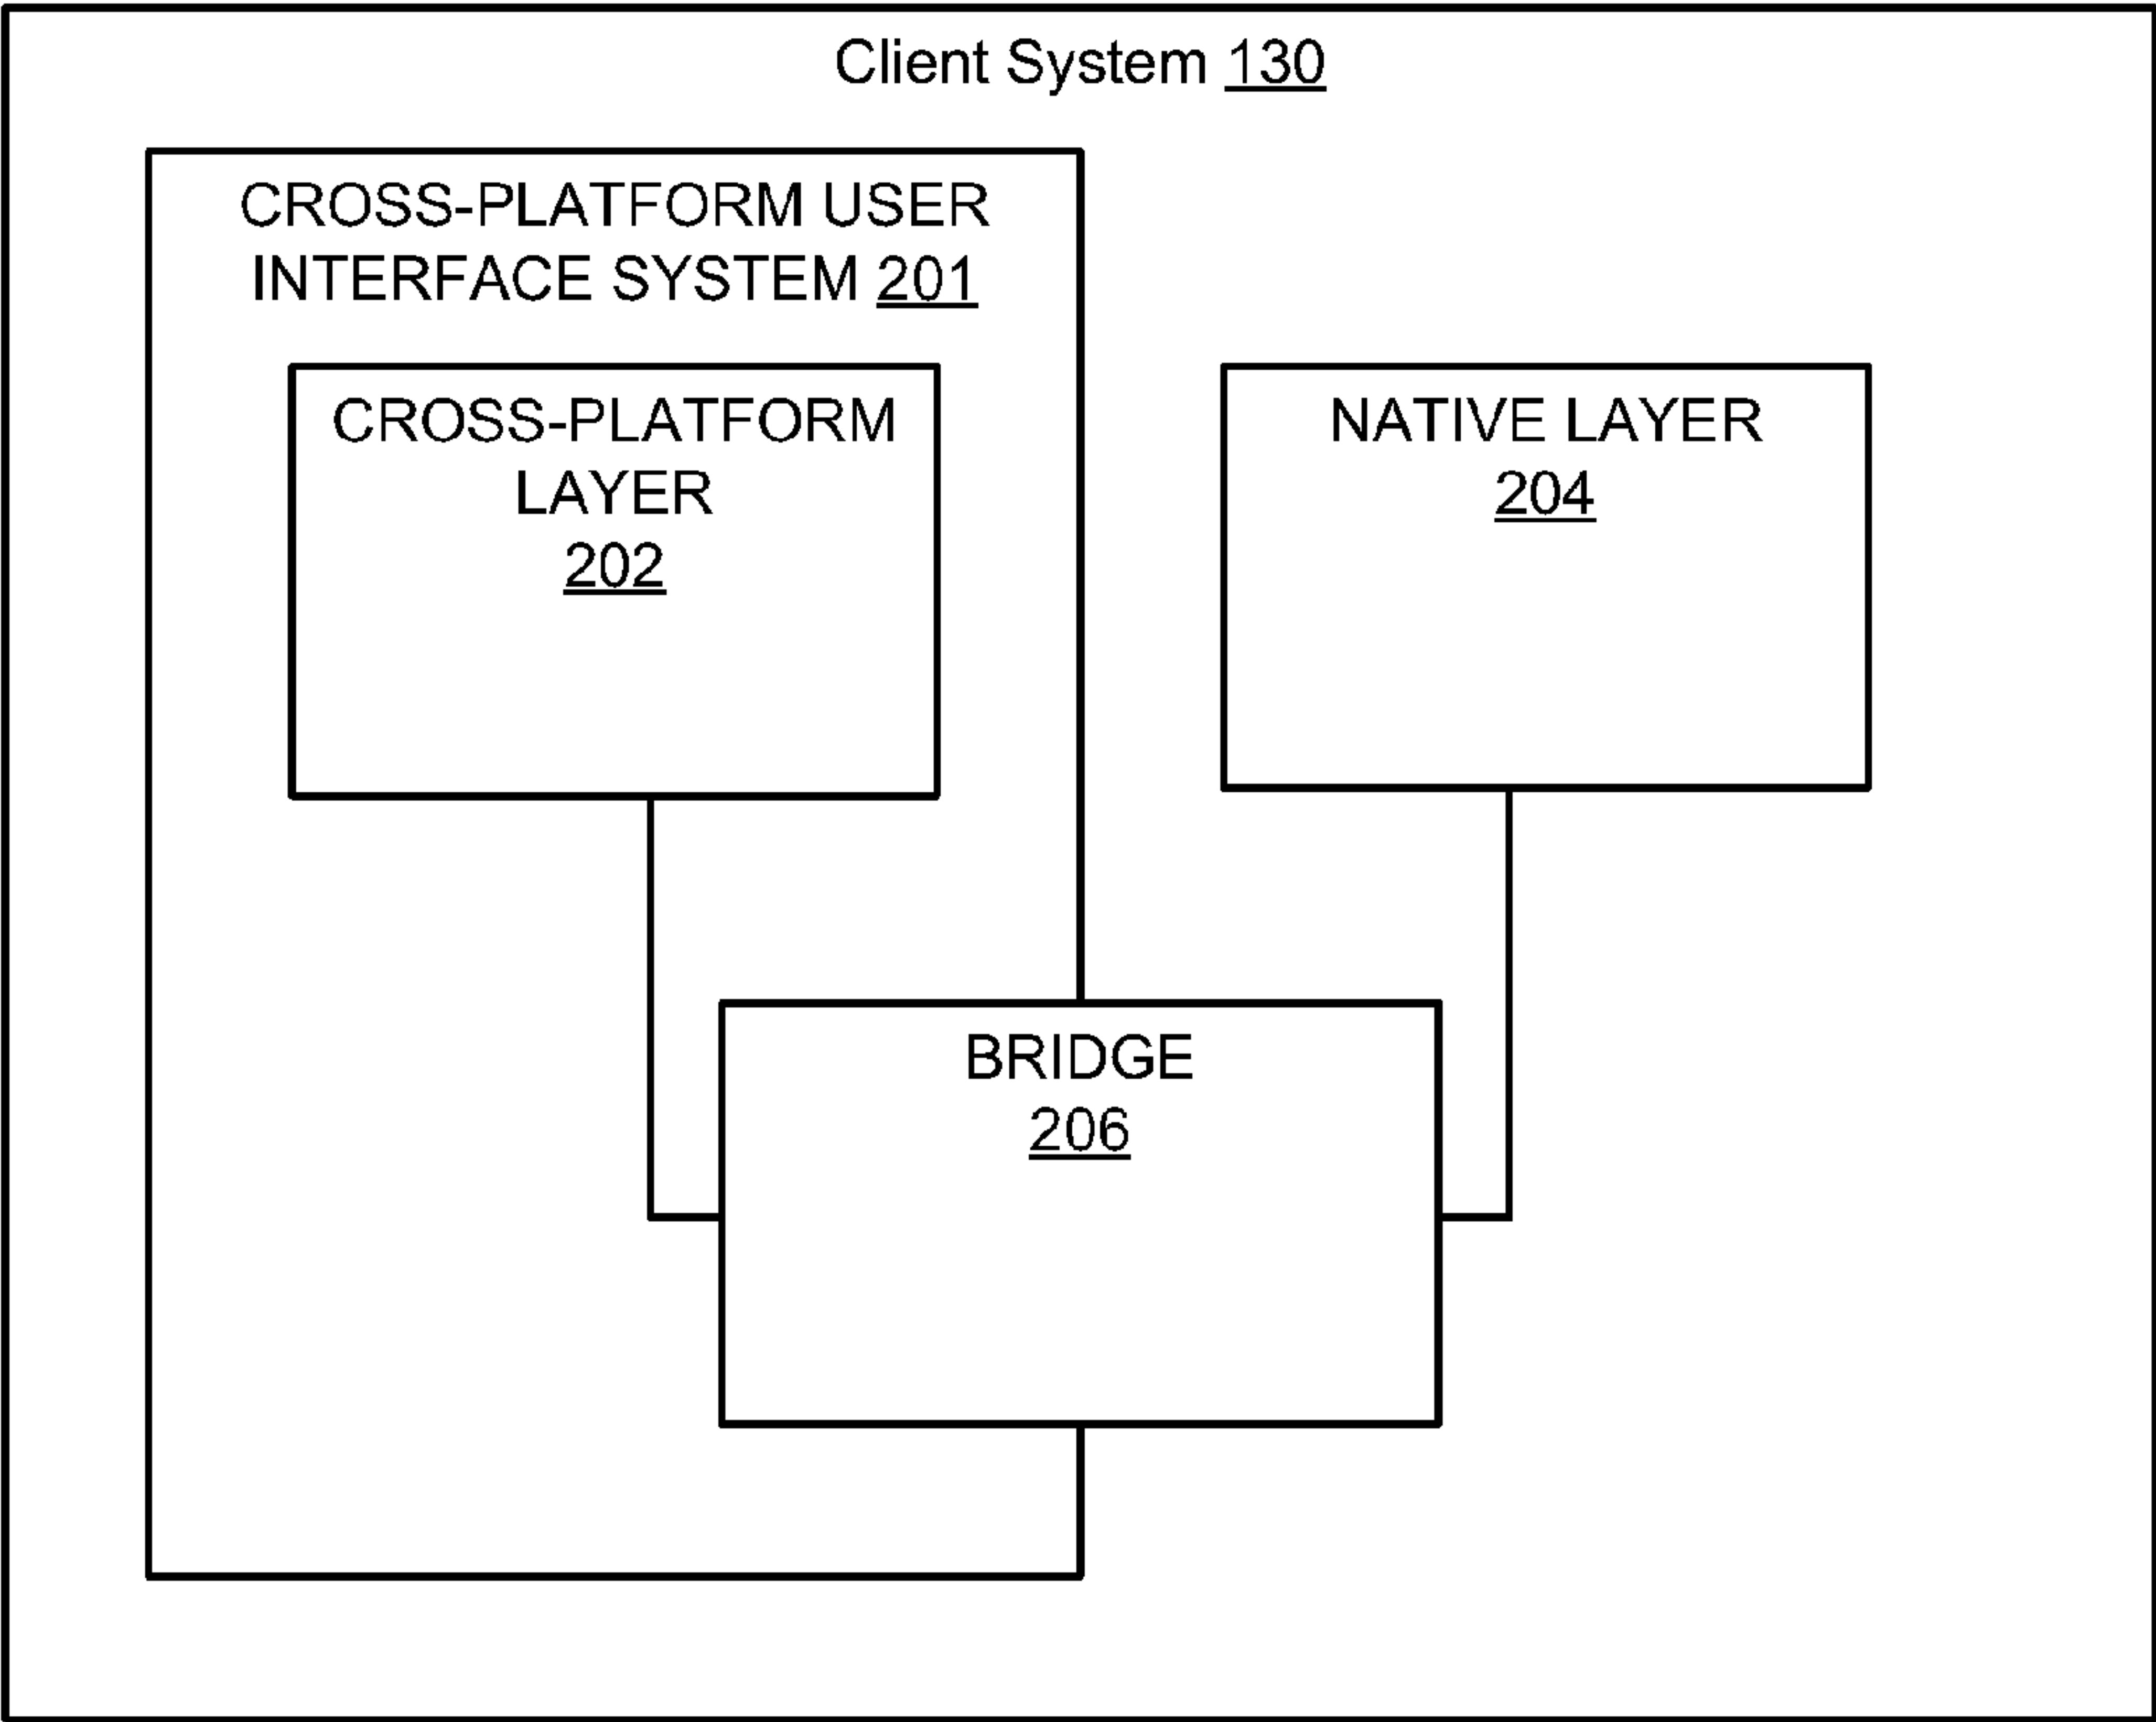 Client System 130
CROSS-PLATFORM USER
INTERFACE SYSTEM 201
CROSS-PLATFORM
LAYER
202
NATIVE LAYER
204
BRIDGE
206